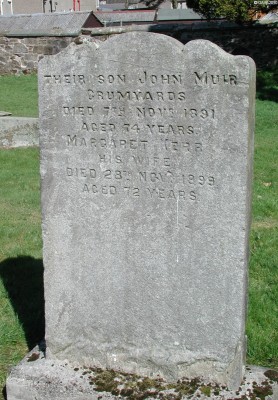 THEIR SON JOHN MUIR
CRUMYARDS
DIED 7TH NOVR 1891
AGED 74 YEARS
MARGARET KERR
HIS WIFE
DIED 28TH NOVR 1899
AGED 72 YEARS